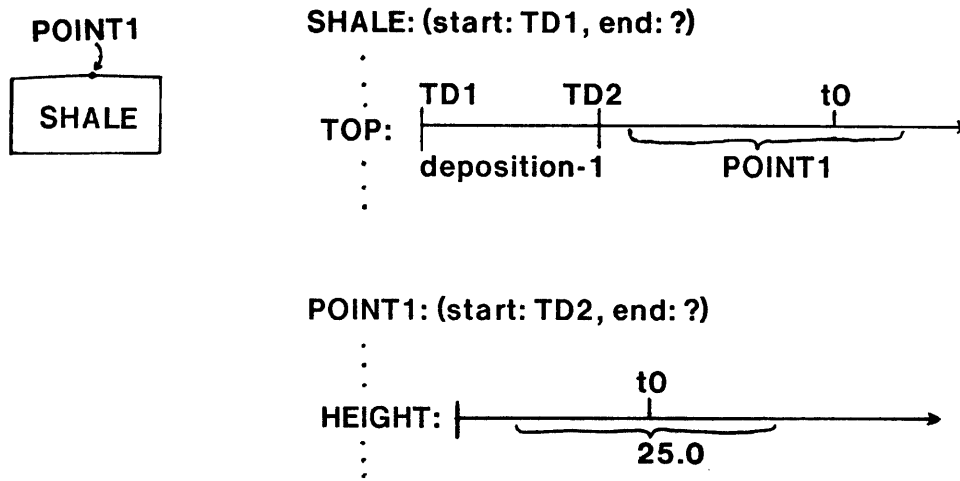 POINT1
SHALE
SHALE: (start: TD1, end: ?)
TD1 TD2 t0
TOP:
deposition-1 POINT1
POINT1: (start: TD2, end: ?)
t0
HEIGHT:
25.0